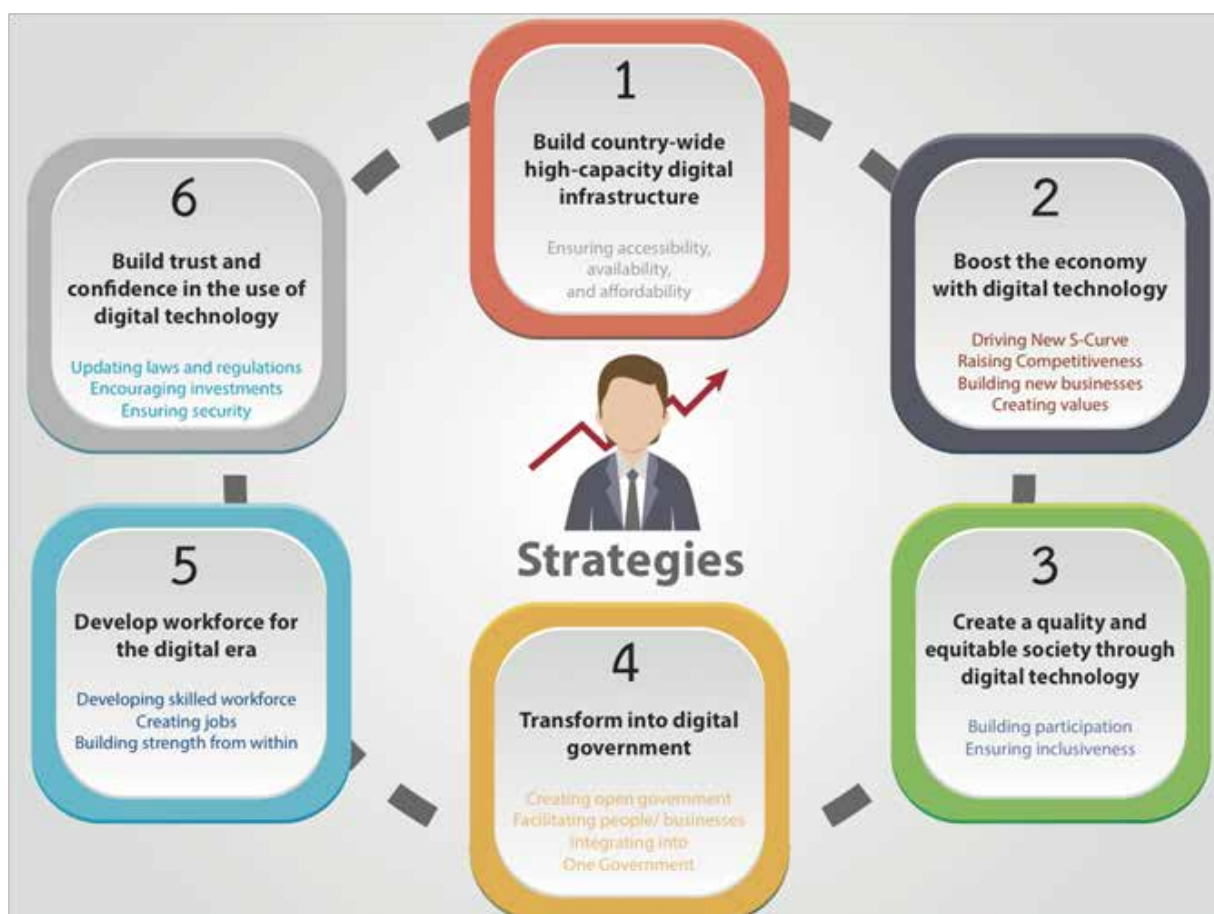 1
Build country-wide
high-capacity digital
infrastructure
Ensuring accessibility,
availability,
and affordability
2
Boost the economy
with digital technology
Driving New S-Curve
Raising Competitiveness
Building new businesses
Creating values
3
Create a quality and
equitable society through
digital technology
Building participation
Ensuring inclusiveness
4
Transform into digital
government
Creating open government
Facilitating people/ businesses
Integrating into
One Government
5
Develop workforce for
the digital era
Developing skilled workforce
Creating jobs
Building strength from within
6
Build trust and
confidence in the use of
digital technology
Updating laws and regulations
Encouraging investments
Ensuring security
Strategies